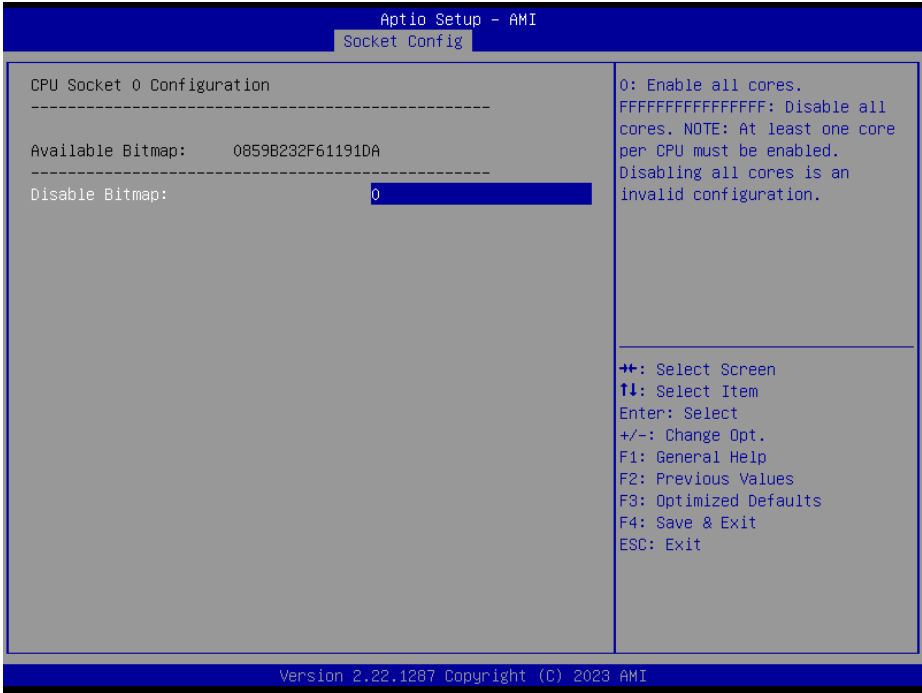 Aptio Setup – AMI
Socket Config
CPU Socket 0 Configuration
--------------------------------------------------
Available Bitmap: 0859B232F61191DA
--------------------------------------------------
Disable Bitmap: 0
0: Enable all cores.
FFFFFFFFFFFFFFFF: Disable all
cores. NOTE: At least one core
per CPU must be enabled.
Disabling all cores is an
invalid configuration.
→←: Select Screen
↑↓: Select Item
Enter: Select
+/-: Change Opt.
F1: General Help
F2: Previous Values
F3: Optimized Defaults
F4: Save & Exit
ESC: Exit
Version 2.22.1287 Copyright (C) 2023 AMI